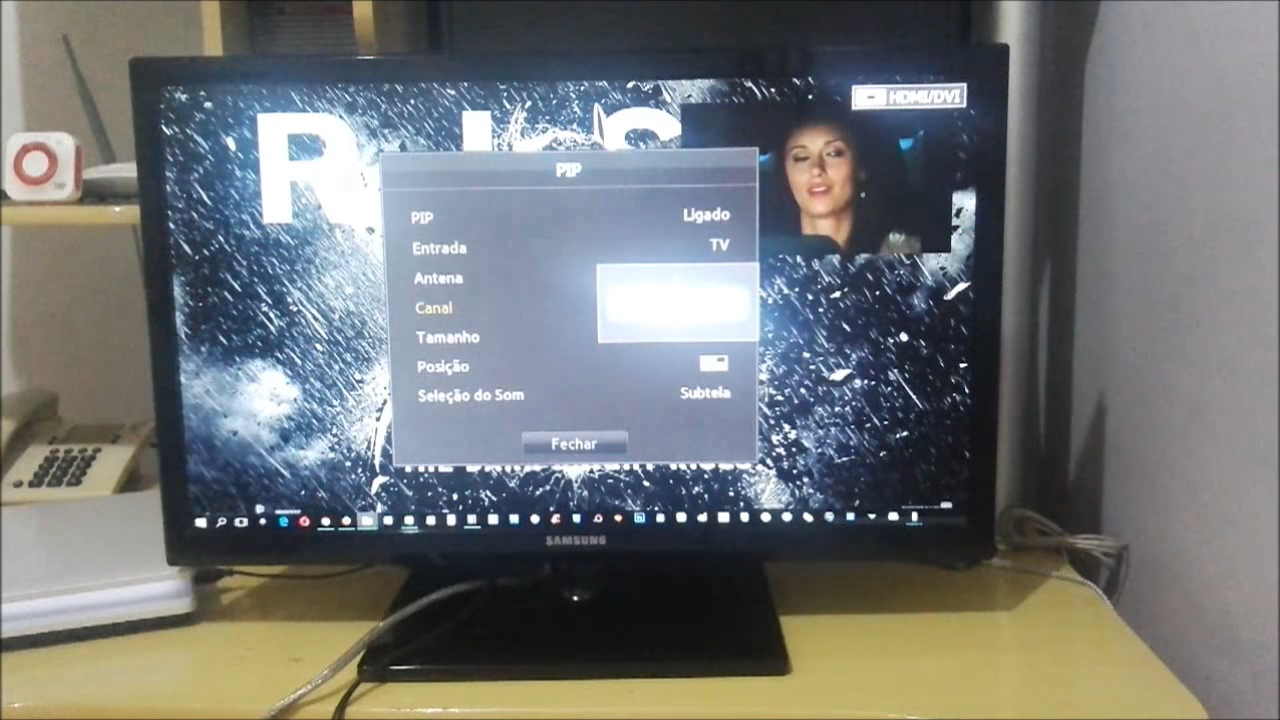 HDMI/DVI
R
PIP
PIP Ligado
Entrada TV
Antena
Canal
Tamanho
Posição
Seleção do Som Subtela
Fechar
SAMSUNG